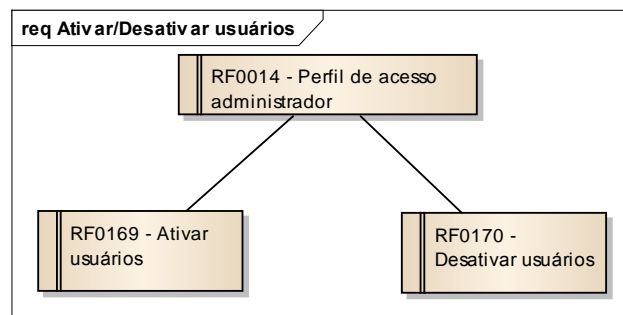 req Ativar/Desativar usuários
RF0014 - Perfil de acesso
administrador
RF0169 - Ativar
usuários
RF0170 -
Desativar usuários